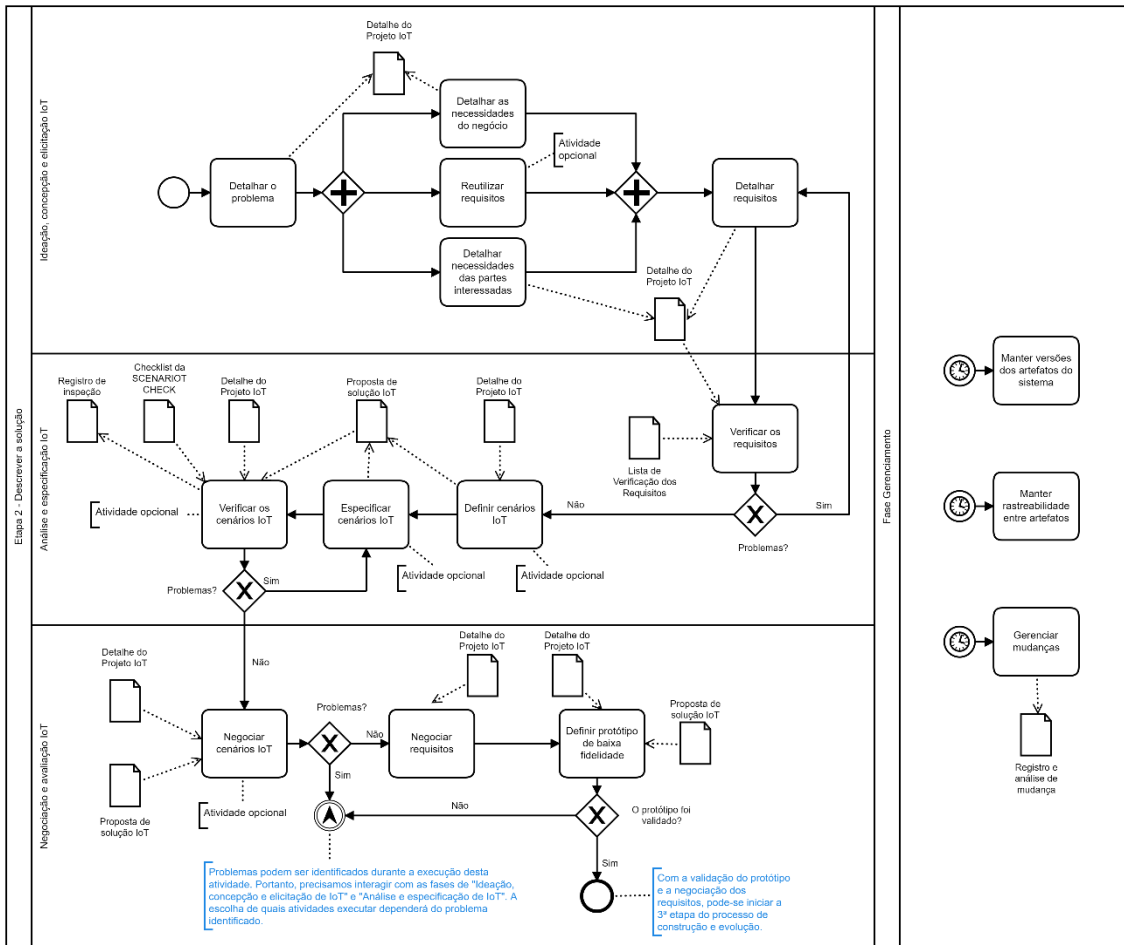 Etapa 2 - Descrever a solução
Ideação, concepção e elicitação IoT
Detalhe do
Projeto IoT
Detalhar o
problema
Detalhar as
necessidades
do negócio
Atividade
opcional
Reutilizar
requisitos
Detalhar
necessidades
das partes
interessadas
Detalhar
requisitos
Detalhe do
Projeto IoT
Análise e especificação IoT
Registro de
inspeção
Checklist da
SCENARIOT
CHECK
Detalhe do
Projeto IoT
Proposta de
solução IoT
Detalhe do
Projeto IoT
Verificar os
requisitos
Lista de
Verificação dos
Requisitos
Atividade opcional
Verificar os
cenários IoT
Especificar
cenários IoT
Definir cenários
IoT
Não
Sim
Problemas?
Atividade opcional
Atividade opcional
Problemas?
Sim
Não
Negociação e avaliação IoT
Detalhe do
Projeto IoT
Detalhe do
Projeto IoT
Detalhe do
Projeto IoT
Proposta de
solução IoT
Problemas?
Negociar
cenários IoT
Não
Negociar
requisitos
Definir protótipo
de baixa
fidelidade
Sim
Proposta de
solução IoT
Atividade opcional
Não
O protótipo foi
validado?
Sim
Problemas podem ser identificados durante a execução desta
atividade. Portanto, precisamos interagir com as fases de "Ideação,
concepção e elicitação de IoT" e "Análise e especificação de IoT". A
escolha de quais atividades executar dependerá do problema
identificado.
Com a validação do protótipo
e a negociação dos
requisitos, pode-se iniciar a
3ª etapa do processo de
construção e evolução.
Fase Gerenciamento
Manter versões
dos artefatos do
sistema
Manter
rastreabilidade
entre artefatos
Gerenciar
mudanças
Registro e
análise de
mudança